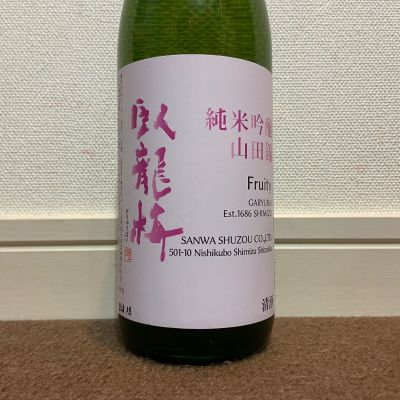 臥龍梅
純米吟醸
山田錦
Fruity
GARYUBAI
Est.1686 SHIMIZU
SANWA SHUZOU CO.,LTD.
501-10 Nishikubo Shimizu Shizuoka
清酒